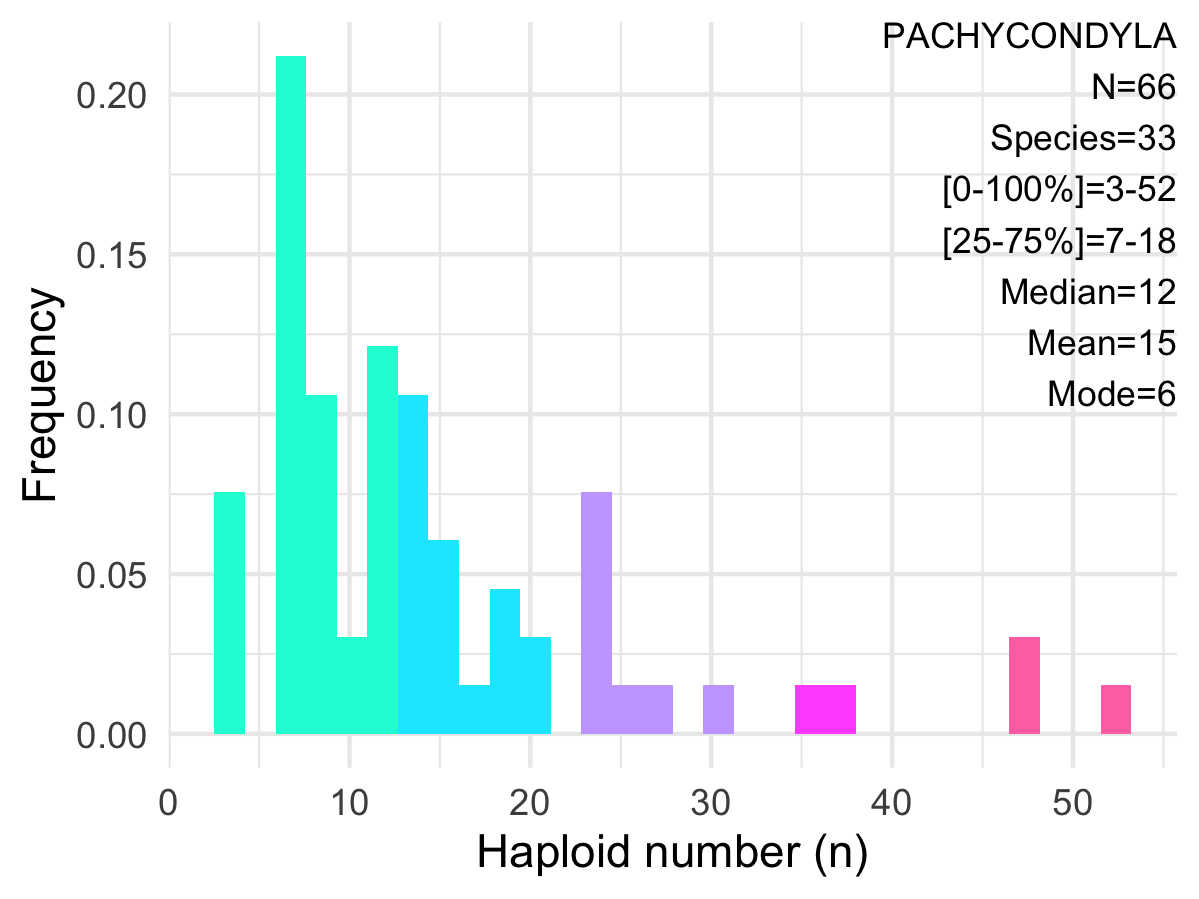 PACHYCONDYLA
N=66
Species=33
[0-100%]=3-52
[25-75%]=7-18
Median=12
Mean=15
Mode=6
Frequency
0.20
0.15
0.10
0.05
0.00
0 10 20 30 40 50
Haploid number (n)